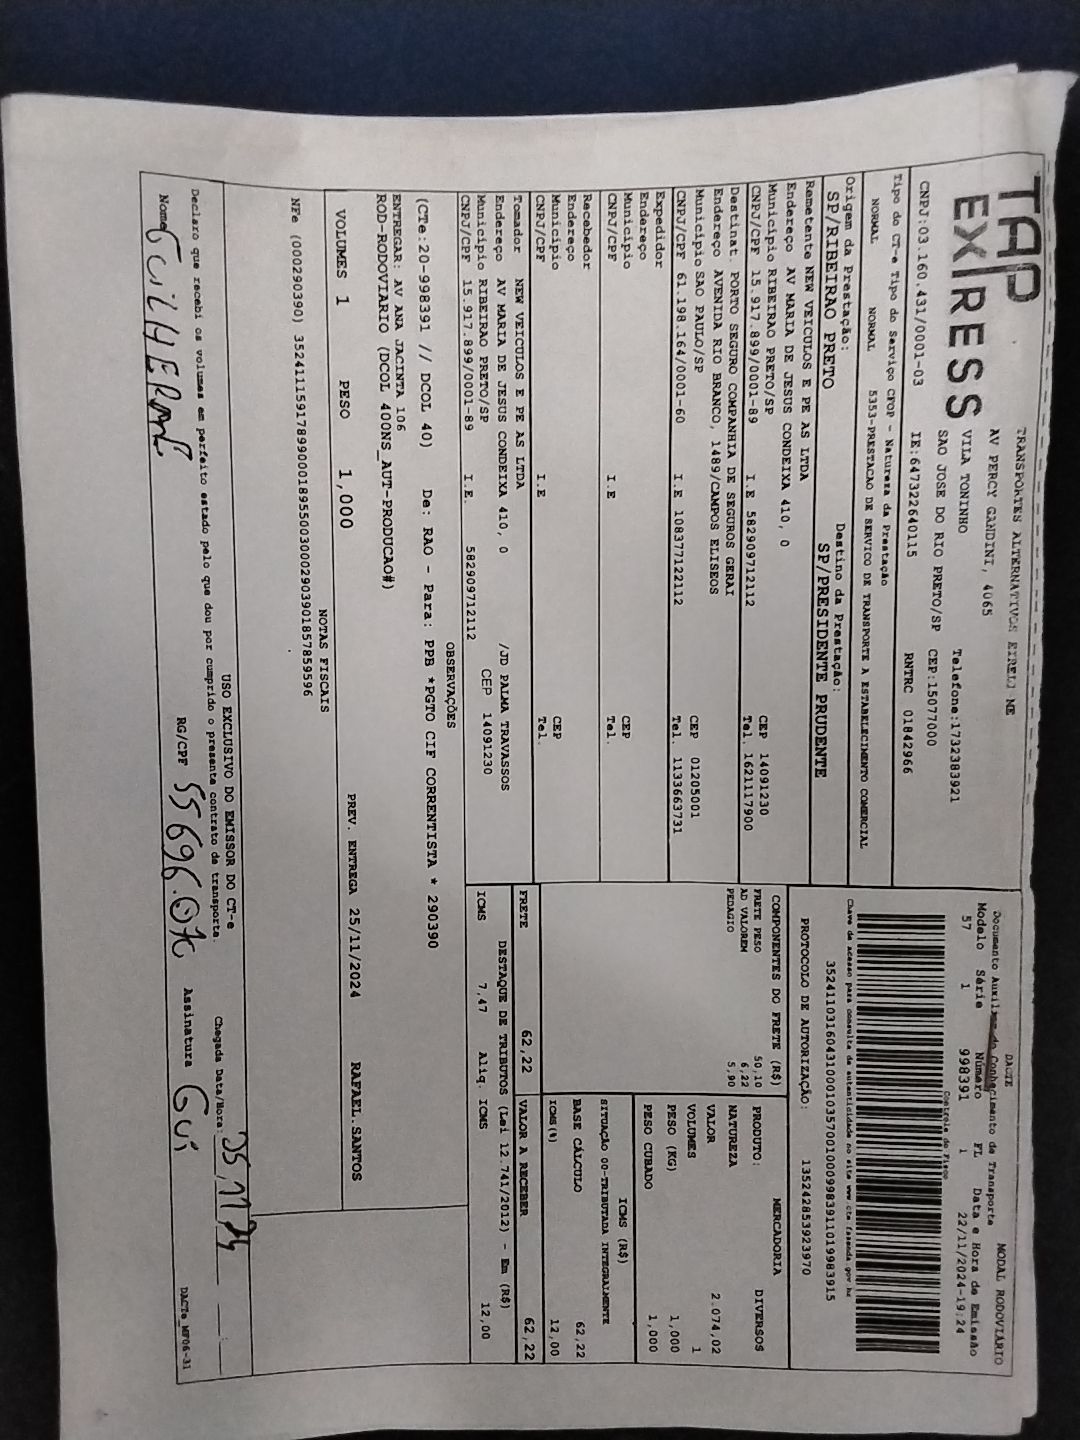 TAP
EXPRESS
TRANSPORTES ALTERNATIVOS EIRELI ME
AV PERCY GANDINI, 4065
VILA TONINHO Telefone:1732383921
SAO JOSE DO RIO PRETO/SP CEP:15077000
CNPJ:03.160.431/0001-03 IE:647322640115 RNTRC 01842966
Tipo do CT-e Tipo do Serviço CFOP - Natureza da Prestação
NORMAL NORMAL 5353-PRESTACAO DE SERVICO DE TRANSPORTE A ESTABELECIMENTO COMERCIAL
Origem da Prestação: Destino da Prestação:
SP/RIBEIRAO PRETO SP/PRESIDENTE PRUDENTE
DACTE MODAL RODOVIÁRIO
Documento Auxiliar do Conhecimento de Transporte
Modelo Série Número FL Data e Hora de Emissão
57 1 998391 1 22/11/2024-19:24
Controle do Fisco
Chave de acesso para consulta de autenticidade no site www.cte.fazenda.gov.br
35241103160431000103570010009983911019983915
PROTOCOLO DE AUTORIZAÇÃO: 135242853923970
Remetente NEW VEICULOS E PE AS LTDA
Endereço AV MARIA DE JESUS CONDEIXA 410, 0
Município RIBEIRAO PRETO/SP CEP 14091230
CNPJ/CPF 15.917.899/0001-89 I.E 582909712112 Tel. 1621117900
Destinat. PORTO SEGURO COMPANHIA DE SEGUROS GERAI
Endereço AVENIDA RIO BRANCO, 1489/CAMPOS ELISEOS
Município SAO PAULO/SP CEP 01205001
CNPJ/CPF 61.198.164/0001-60 I.E 108377122112 Tel. 1133663731
Expedidor
Endereço
Município CEP
CNPJ/CPF I.E Tel.
Recebedor
Endereço
Município CEP
CNPJ/CPF I.E Tel.
Tomador NEW VEICULOS E PE AS LTDA
Endereço AV MARIA DE JESUS CONDEIXA 410, 0 /JD PALMA TRAVASSOS
Município RIBEIRAO PRETO/SP CEP 14091230
CNPJ/CPF 15.917.899/0001-89 I.E 582909712112
COMPONENTES DO FRETE (R$)
FRETE PESO 50,10
AD VALOREM 6,22
PEDAGIO 5,90
MERCADORIA
PRODUTO: DIVERSOS
NATUREZA
VALOR 2.074,02
VOLUMES 1
PESO (KG) 1,000
PESO CUBADO 1,000
ICMS (R$)
SITUAÇÃO 00-TRIBUTADA INTEGRALMENTE
BASE CÁLCULO 62,22
ICMS(%) 12,00
FRETE 62,22 VALOR A RECEBER 62,22
DESTAQUE DE TRIBUTOS (Lei 12.741/2012) - Em (R$)
ICMS 7,47 Aliq. ICMS 12,00
OBSERVAÇÕES
(CTe:20-998391 // DCOL 40) De: RAO - Para: PPB *PGTO CIF CORRENTISTA * 290390
ENTREGAR: AV ANA JACINTA 106
ROD-RODOVIARIO (DCOL 400NS_AUT-PRODUCAO#)
VOLUMES 1 PESO 1,000 PREV. ENTREGA 25/11/2024 RAFAEL.SANTOS
NOTAS FISCAIS
NFe (000290390) 35241115917899000189550030002903901857859596
USO EXCLUSIVO DO EMISSOR DO CT-e
Declaro que recebi os volumes em perfeito estado pelo que dou por cumprido o presente contrato de transporte. Chegada Data/Hora: 25,11,24 __:__
Nome GUILHERME RG/CPF Assinatura Gui
DACTe_MF06-31